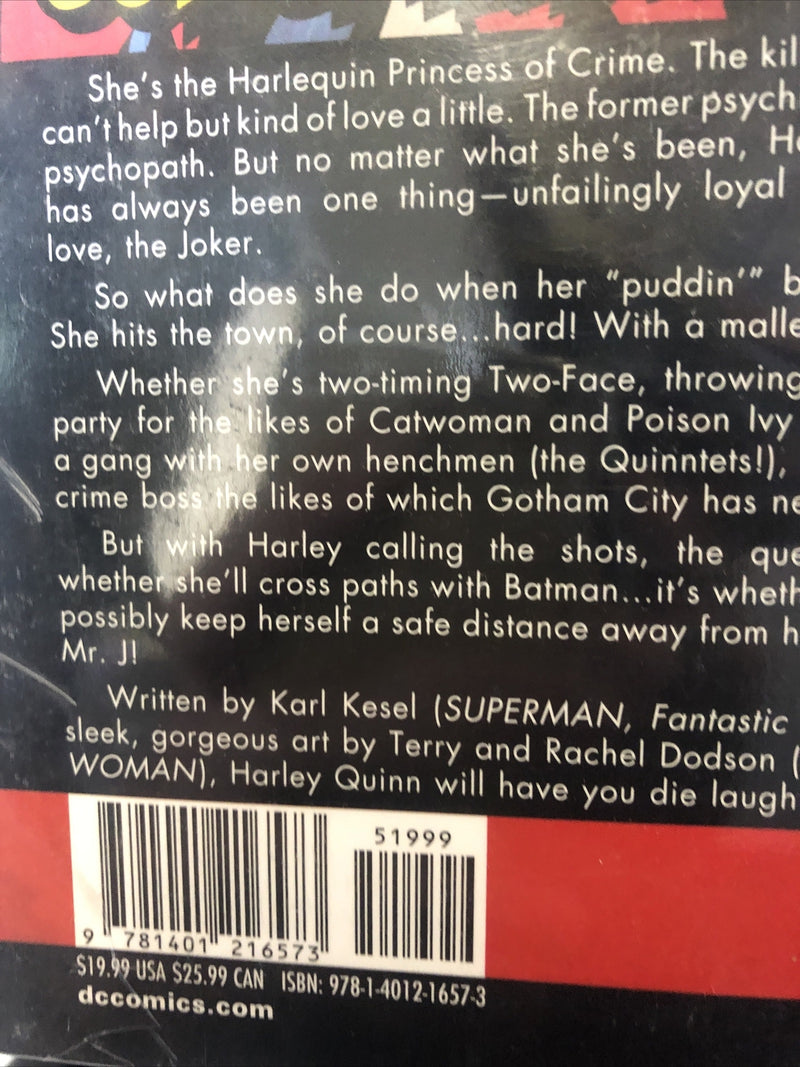 She's the Harlequin Princess of Crime. The kil
can't help but kind of love a little. The former psych
psychopath. But no matter what she's been, Ha
has always been one thing—unfailingly loyal
love, the Joker.
So what does she do when her "puddin'" b
She hits the town, of course...hard! With a malle
Whether she's two-timing Two-Face, throwing
party for the likes of Catwoman and Poison Ivy
a gang with her own henchmen (the Quinntets!),
crime boss the likes of which Gotham City has ne
But with Harley calling the shots, the que
whether she'll cross paths with Batman...it's wheth
possibly keep herself a safe distance away from h
Mr. J!
Written by Karl Kesel (SUPERMAN, Fantastic
sleek, gorgeous art by Terry and Rachel Dodson (
WOMAN), Harley Quinn will have you die laugh
51999
9 781401 216573
$19.99 USA $25.99 CAN ISBN: 978-1-4012-1657-3
dccomics.com